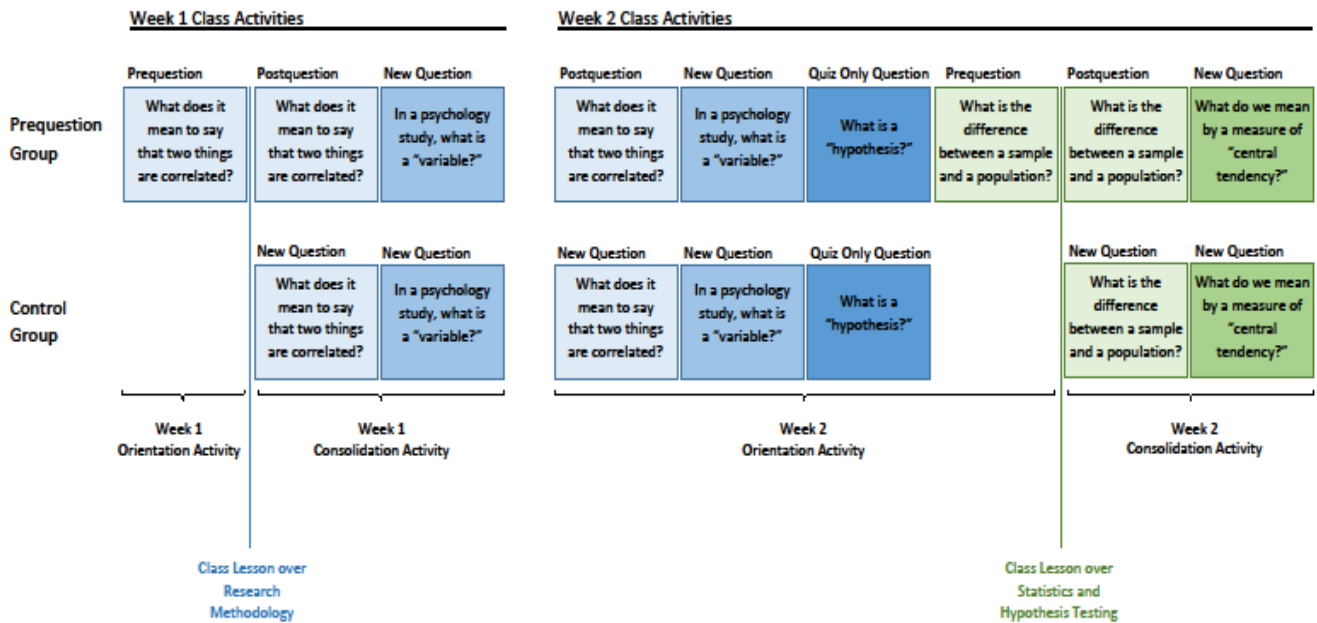 Week 1 Class Activities
Week 2 Class Activities
Prequestion
Postquestion
New Question
Postquestion
New Question
Quiz Only Question
Prequestion
Postquestion
New Question
Prequestion
Group
What does it
mean to say
that two things
are correlated?
What does it
mean to say
that two things
are correlated?
In a psychology
study, what is
a "variable?"
What does it
mean to say
that two things
are correlated?
In a psychology
study, what is
a "variable?"
What is a
"hypothesis?"
What is the
difference
between a sample
and a population?
What is the
difference
between a sample
and a population?
What do we mean
by a measure of
"central
tendency?"
New Question
New Question
New Question
New Question
Quiz Only Question
New Question
New Question
Control
Group
What does it
mean to say
that two things
are correlated?
In a psychology
study, what is
a "variable?"
What does it
mean to say
that two things
are correlated?
In a psychology
study, what is
a "variable?"
What is a
"hypothesis?"
What is the
difference
between a sample
and a population?
What do we mean
by a measure of
"central
tendency?"
Week 1
Orientation Activity
Week 1
Consolidation Activity
Week 2
Orientation Activity
Week 2
Consolidation Activity
Class Lesson over
Research
Methodology
Class Lesson over
Statistics and
Hypothesis Testing